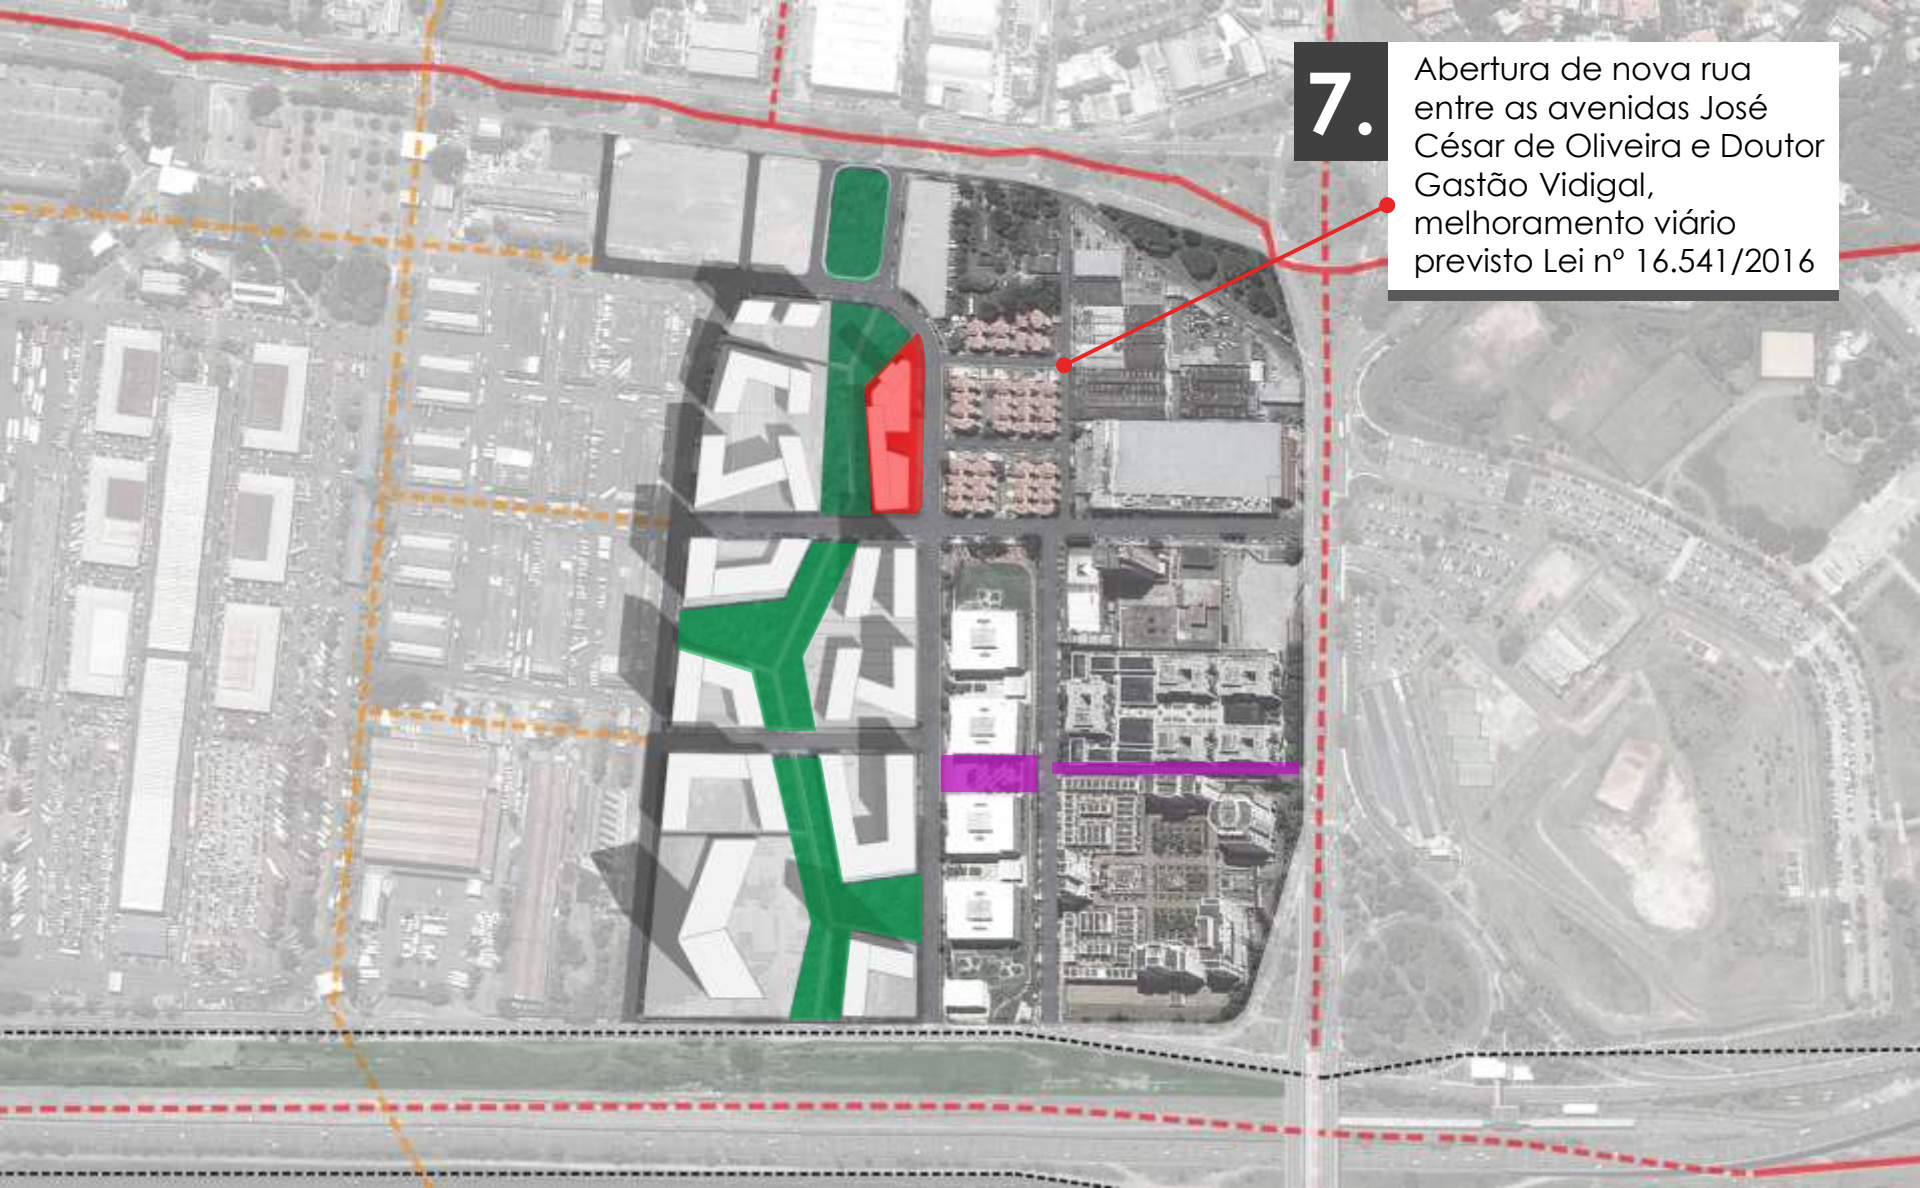 7.
Abertura de nova rua
entre as avenidas José
César de Oliveira e Doutor
Gastão Vidigal,
melhoramento viário
previsto Lei nº 16.541/2016